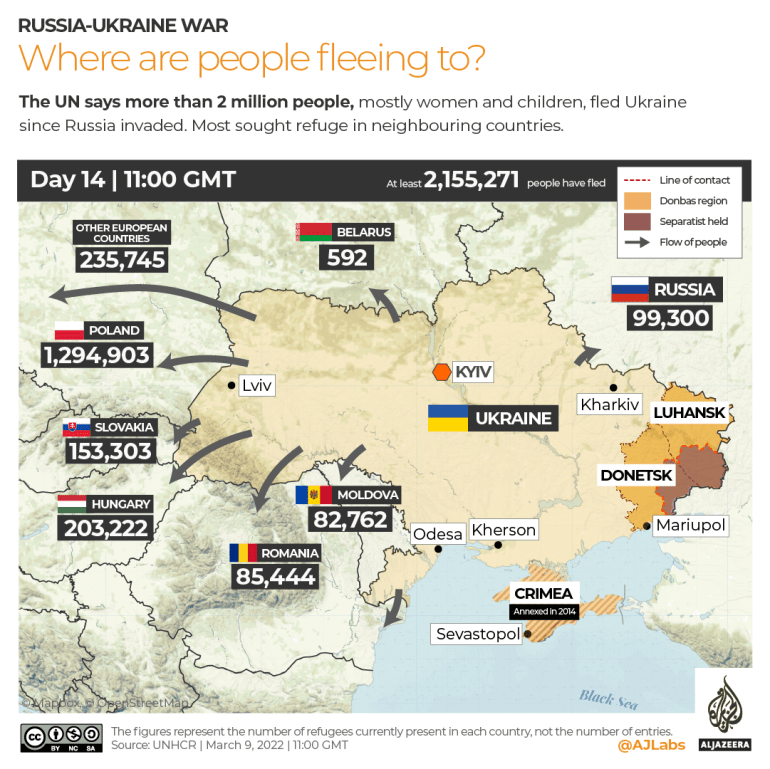 RUSSIA-UKRAINE WAR
Where are people fleeing to?
The UN says more than 2 million people, mostly women and children, fled Ukraine
since Russia invaded. Most sought refuge in neighbouring countries.
Day 14 | 11:00 GMT
At least 2,155,271 people have fled
Line of contact
Donbas region
Separatist held
Flow of people
OTHER EUROPEAN
COUNTRIES
235,745
BELARUS
592
RUSSIA
99,300
POLAND
1,294,903
KYIV
Lviv
Kharkiv
UKRAINE
LUHANSK
SLOVAKIA
153,303
DONETSK
HUNGARY
203,222
MOLDOVA
82,762
Mariupol
Odesa
Kherson
ROMANIA
85,444
CRIMEA
Annexed in 2014
Sevastopol
Black Sea
© Mapbox, © OpenStreetMap
CC BY NC SA
The figures represent the number of refugees currently present in each country, not the number of entries.
Source: UNHCR | March 9, 2022 | 11:00 GMT
@AJLabs
ALJAZEERA